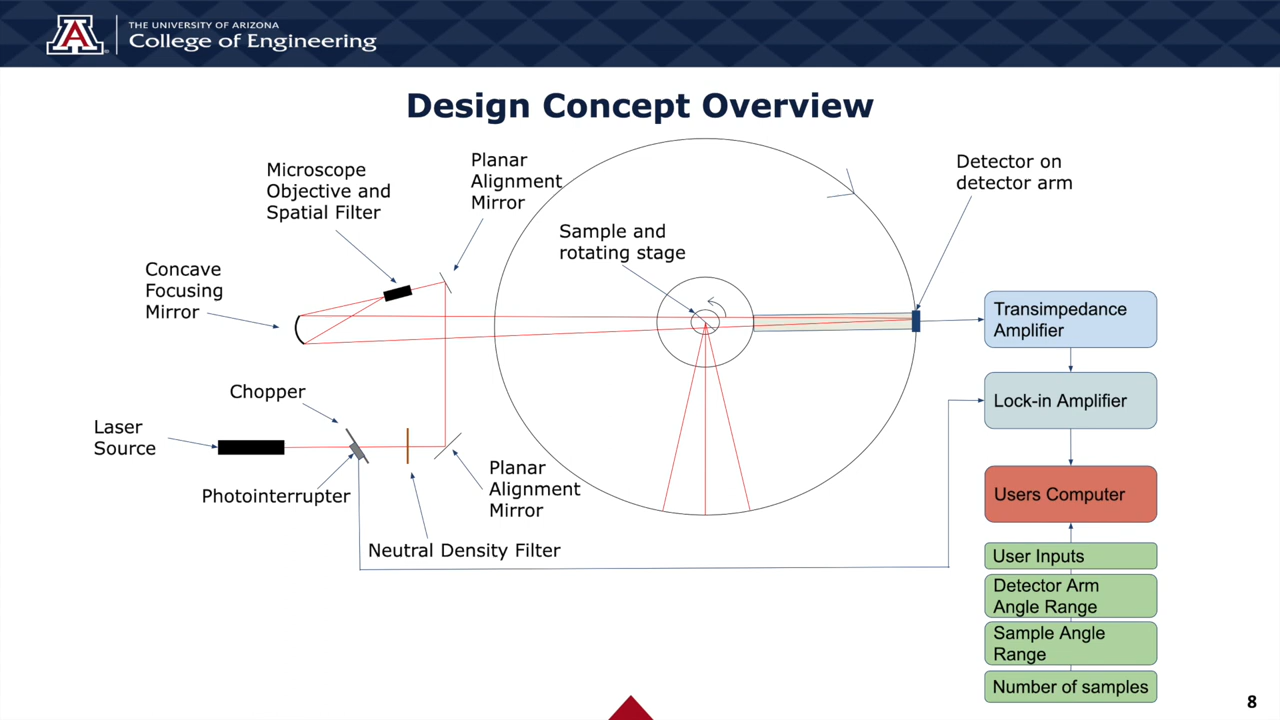 THE UNIVERSITY OF ARIZONA
College of Engineering
Design Concept Overview
Microscope
Objective and
Spatial Filter
Planar
Alignment
Mirror
Detector on
detector arm
Sample and
rotating stage
Concave
Focusing
Mirror
Transimpedance
Amplifier
Chopper
Lock-in Amplifier
Laser
Source
Planar
Alignment
Mirror
Photointerrupter
Users Computer
Neutral Density Filter
User Inputs
Detector Arm
Angle Range
Sample Angle
Range
Number of samples
8